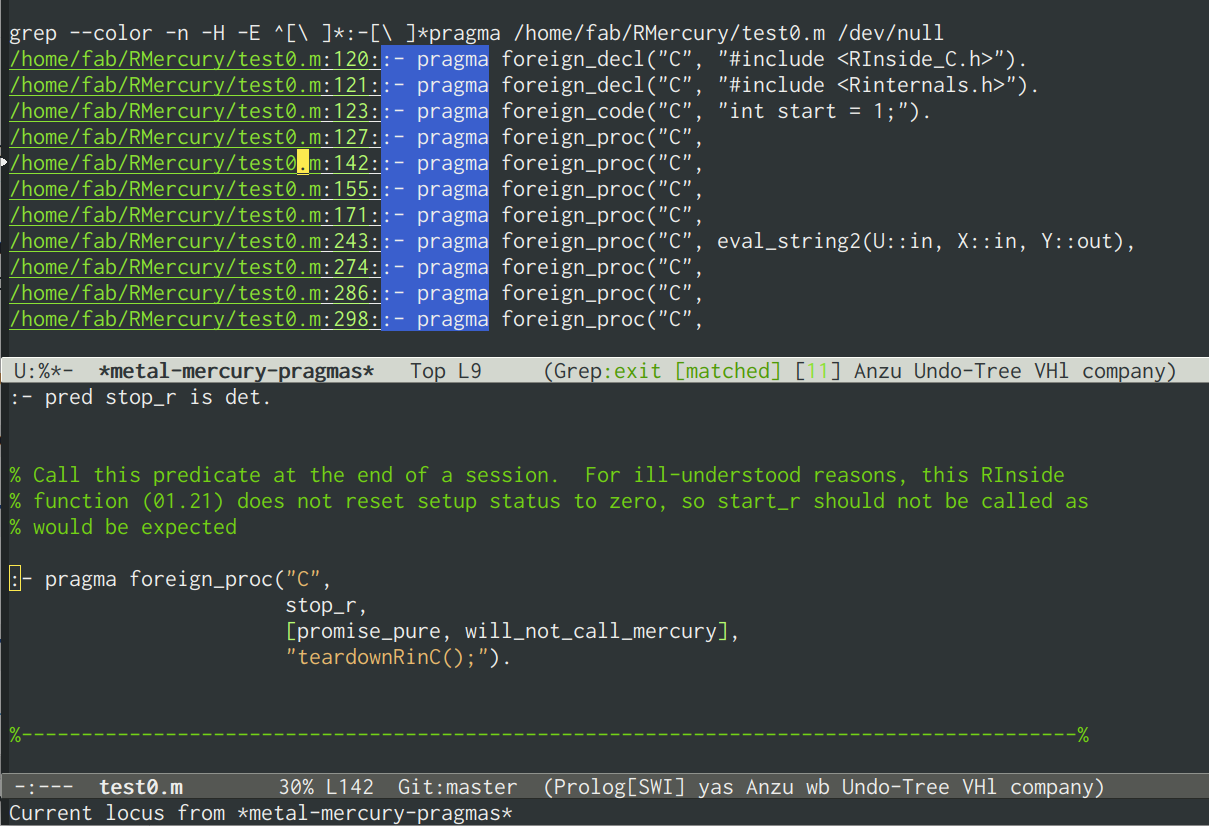 grep --color -n -H -E ^[\ ]*:-[\ ]*pragma /home/fab/RMercury/test0.m /dev/null
/home/fab/RMercury/test0.m:120::- pragma foreign_decl("C", "#include <RInside_C.h>").
/home/fab/RMercury/test0.m:121::- pragma foreign_decl("C", "#include <Rinternals.h>").
/home/fab/RMercury/test0.m:123::- pragma foreign_code("C", "int start = 1;").
/home/fab/RMercury/test0.m:127::- pragma foreign_proc("C",
/home/fab/RMercury/test0.m:142::- pragma foreign_proc("C",
/home/fab/RMercury/test0.m:155::- pragma foreign_proc("C",
/home/fab/RMercury/test0.m:171::- pragma foreign_proc("C",
/home/fab/RMercury/test0.m:243::- pragma foreign_proc("C", eval_string2(U::in, X::in, Y::out),
/home/fab/RMercury/test0.m:274::- pragma foreign_proc("C",
/home/fab/RMercury/test0.m:286::- pragma foreign_proc("C",
/home/fab/RMercury/test0.m:298::- pragma foreign_proc("C",
U:%*-  *metal-mercury-pragmas*   Top L9     (Grep:exit [matched] [11] Anzu Undo-Tree VHl company)
:- pred stop_r is det.
% Call this predicate at the end of a session.  For ill-understood reasons, this RInside
% function (01.21) does not reset setup status to zero, so start_r should not be called as
% would be expected
:- pragma foreign_proc("C",
                       stop_r,
                       [promise_pure, will_not_call_mercury],
                       "teardownRinC();").
%----------------------------------------------------------------------------------------%
-:---  test0.m        30% L142  Git:master  (Prolog[SWI] yas Anzu wb Undo-Tree VHl company)
Current locus from *metal-mercury-pragmas*